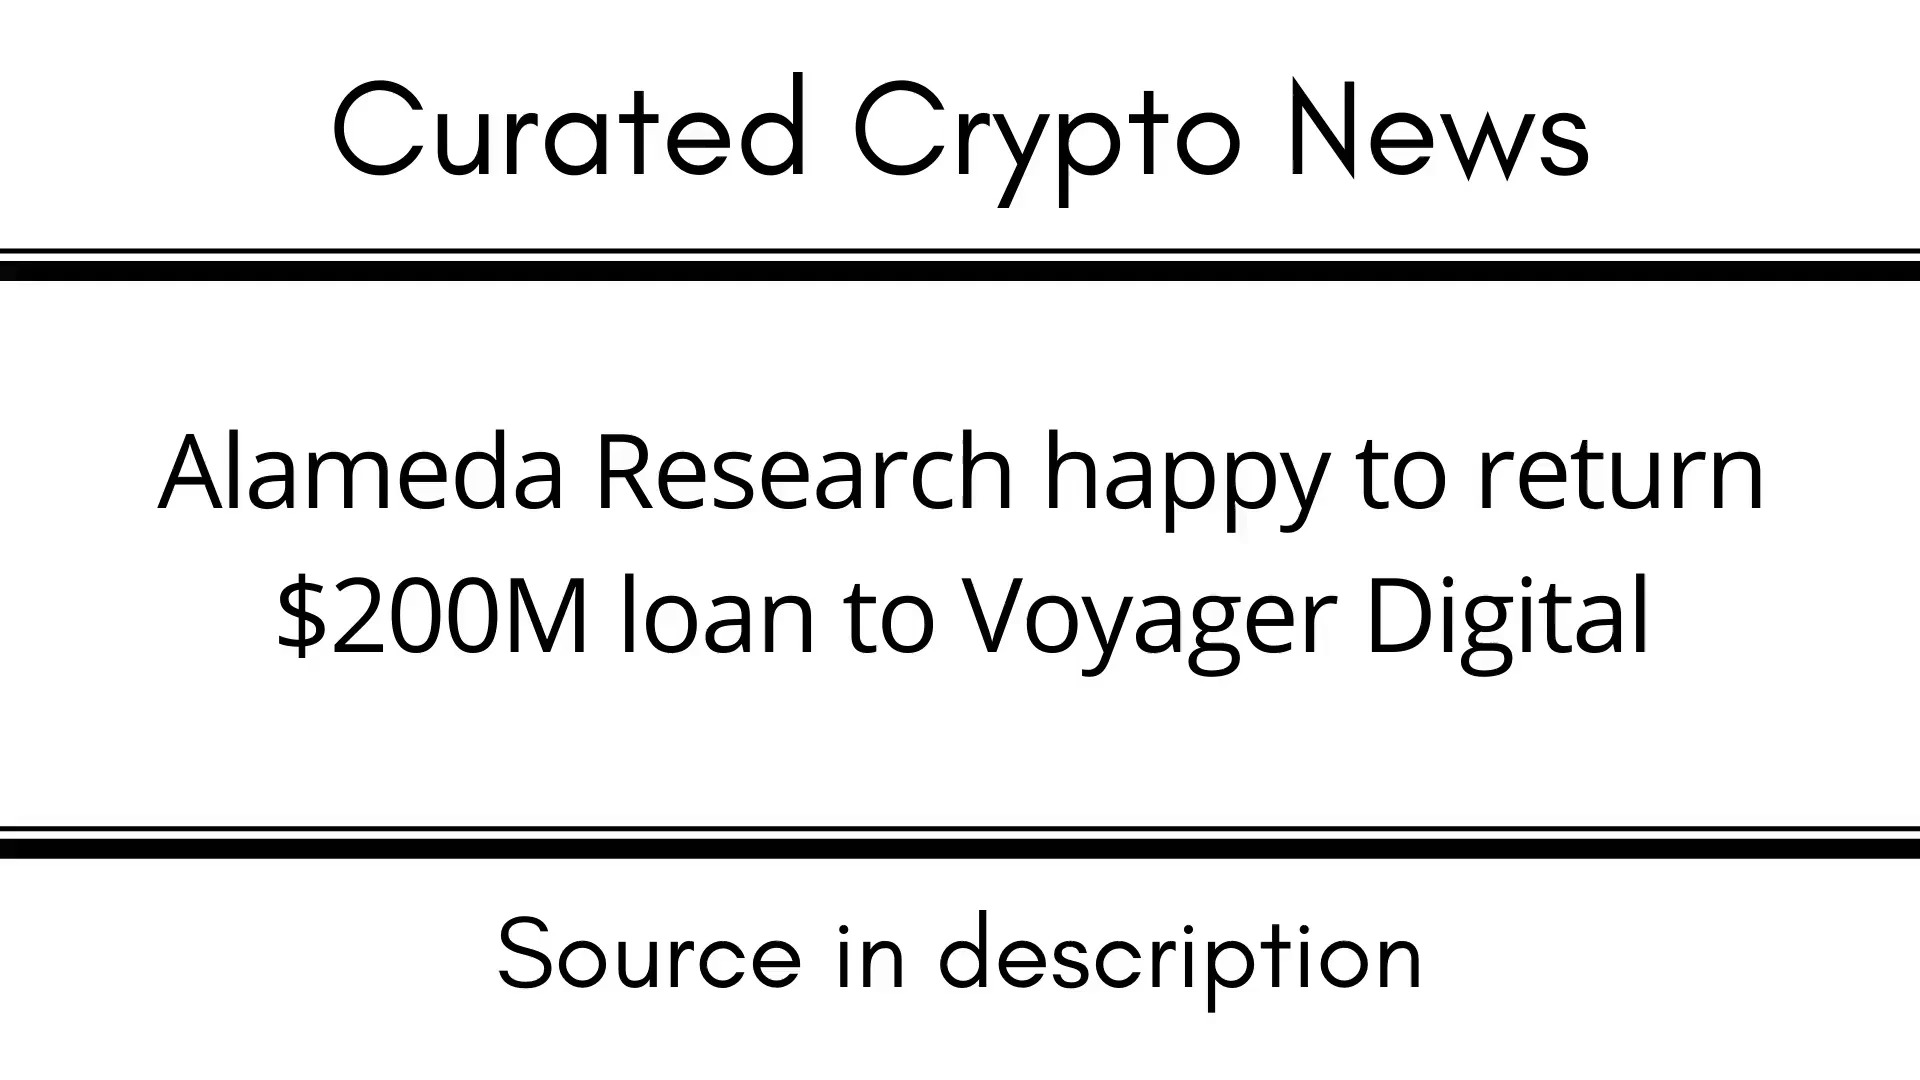 Curated Crypto News
Alameda Research happy to return
$200M loan to Voyager Digital
Source in description